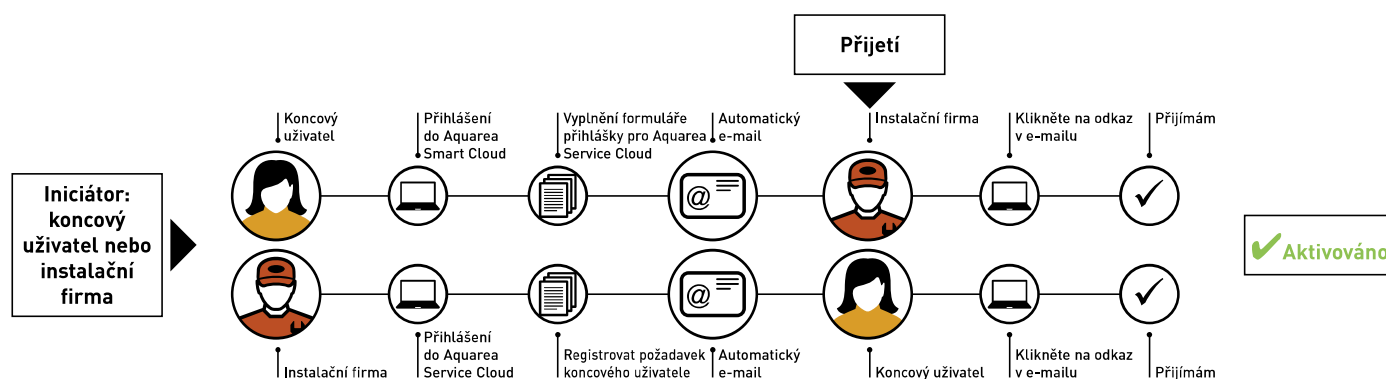 Přijetí
Koncový
uživatel
Přihlášení
do Aquarea
Smart Cloud
Vyplnění formuláře
přihlášky pro Aquarea
Service Cloud
Automatický
e-mail
Instalační firma
Klikněte na odkaz
v e-mailu
Přijímám
Iniciátor:
koncový
uživatel nebo
instalační
firma
@
@
Aktivováno
Instalační firma
Přihlášení
do Aquarea
Service Cloud
Registrovat požadavek
koncového uživatele
Automatický
e-mail
Koncový uživatel
Klikněte na odkaz
v e-mailu
Přijímám